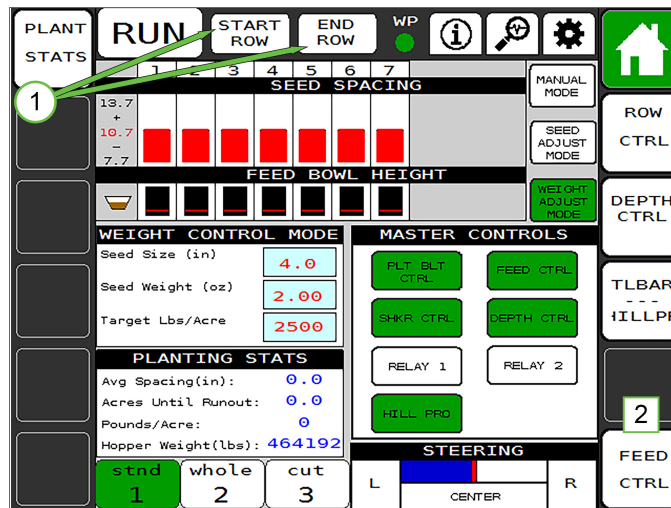 PLANT
STATS
RUN
START
ROW
END
ROW
WP
1 2 3 4 5 6 7
SEED SPACING
13.7
+
10.7
-
7.7
MANUAL
MODE
SEED
ADJUST
MODE
FEED BOWL HEIGHT
WEIGHT
ADJUST
MODE
ROW
CTRL
DEPTH
CTRL
TLBAR
---
HILLPR
2
FEED
CTRL
1
WEIGHT CONTROL MODE
Seed Size (in)
4.0
Seed Weight (oz)
2.00
Target Lbs/Acre
2500
PLANTING STATS
Avg Spacing(in): 0.0
Acres Until Runout: 0.0
Pounds/Acre: 0
Hopper Weight(lbs): 464192
stnd
1
whole
2
cut
3
MASTER CONTROLS
PLT BLT
CTRL
FEED CTRL
SHKR CTRL
DEPTH CTRL
RELAY 1
RELAY 2
HILL PRO
STEERING
L
CENTER
R